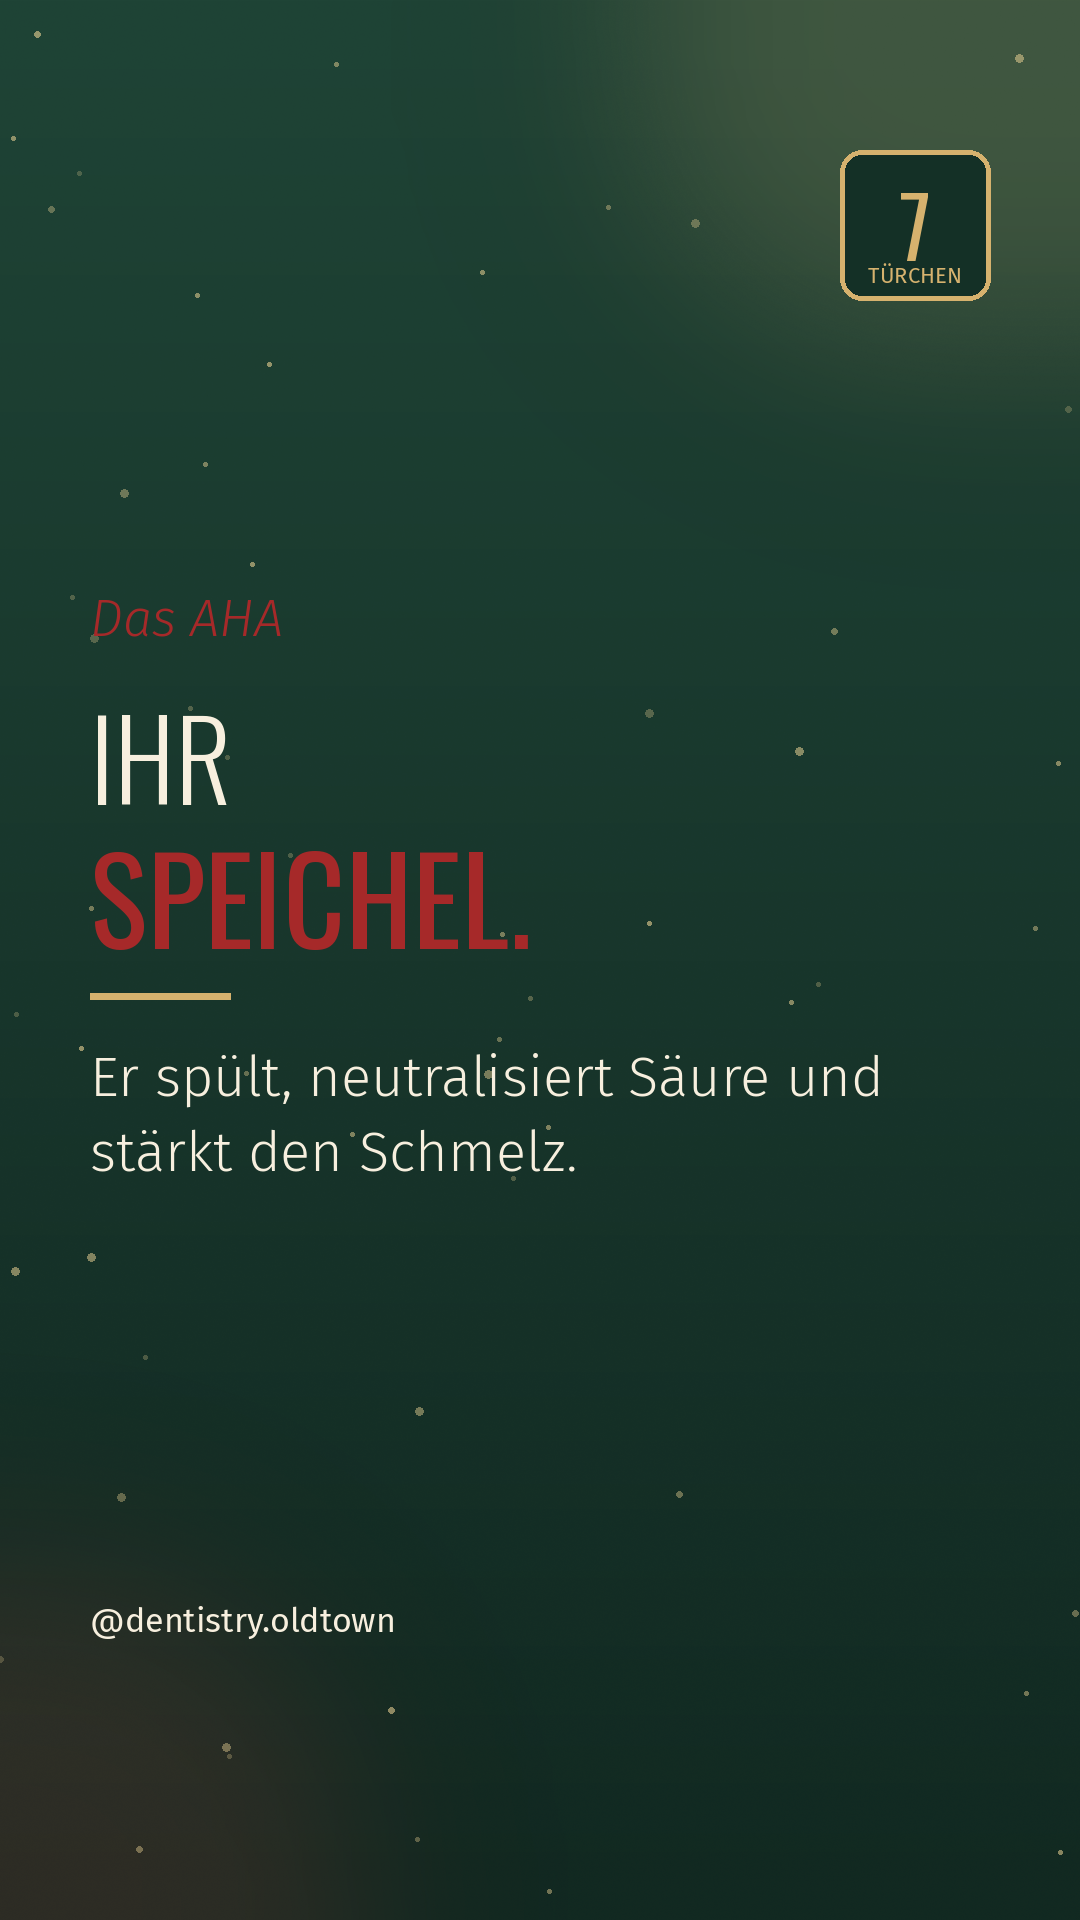 7
TÜRCHEN
Das AHA
IHR
SPEICHEL.
Er spült, neutralisiert Säure und
stärkt den Schmelz.
@dentistry.oldtown